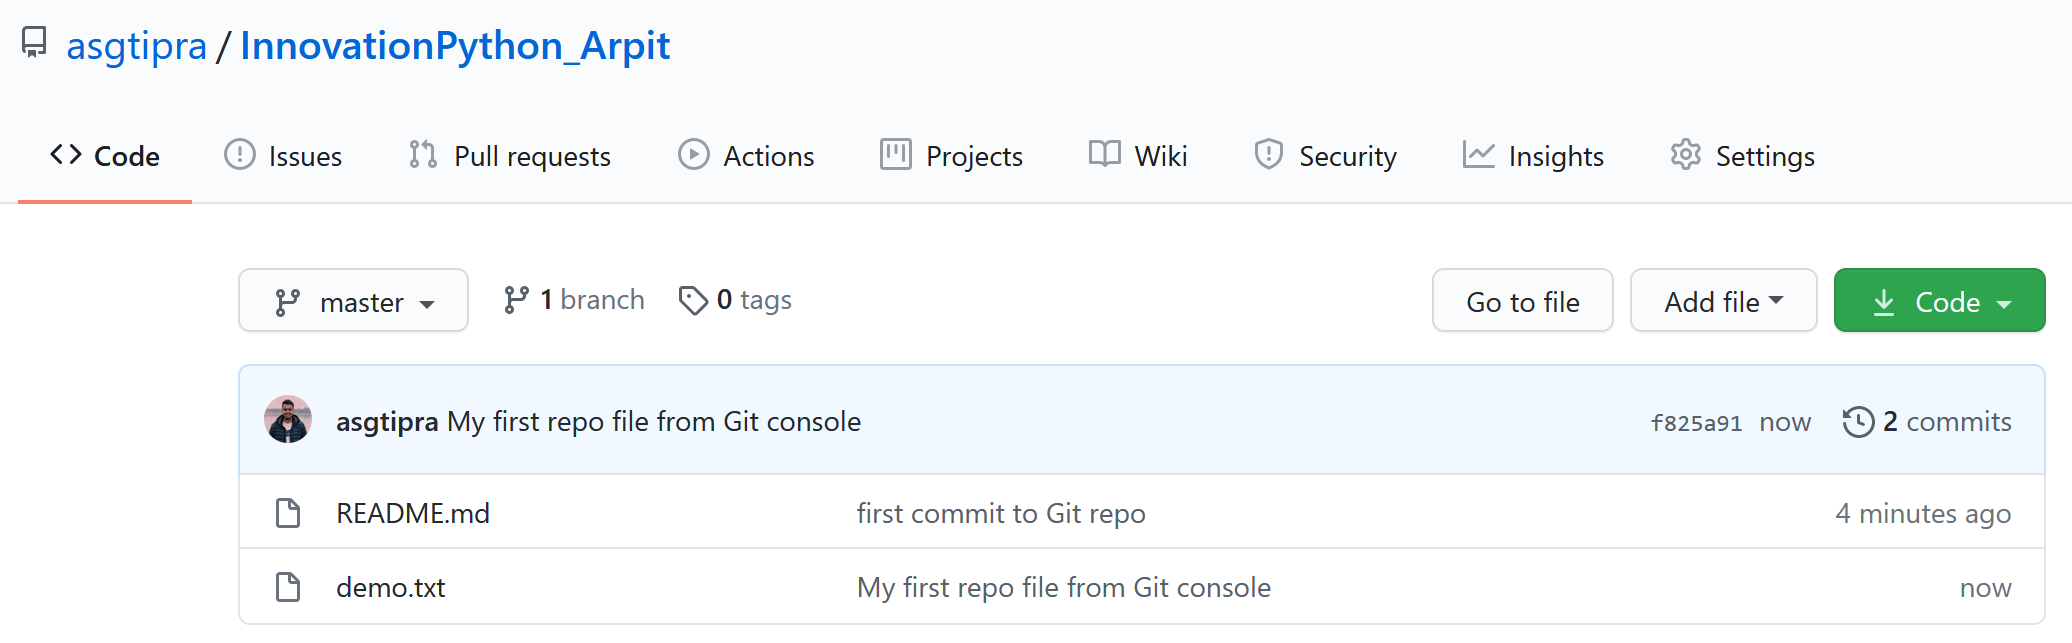 asgtipra / InnovationPython_Arpit
Code Issues Pull requests Actions Projects Wiki Security Insights Settings
master 1 branch 0 tags Go to file Add file Code
asgtipra My first repo file from Git console f825a91 now 2 commits
README.md first commit to Git repo 4 minutes ago
demo.txt My first repo file from Git console now